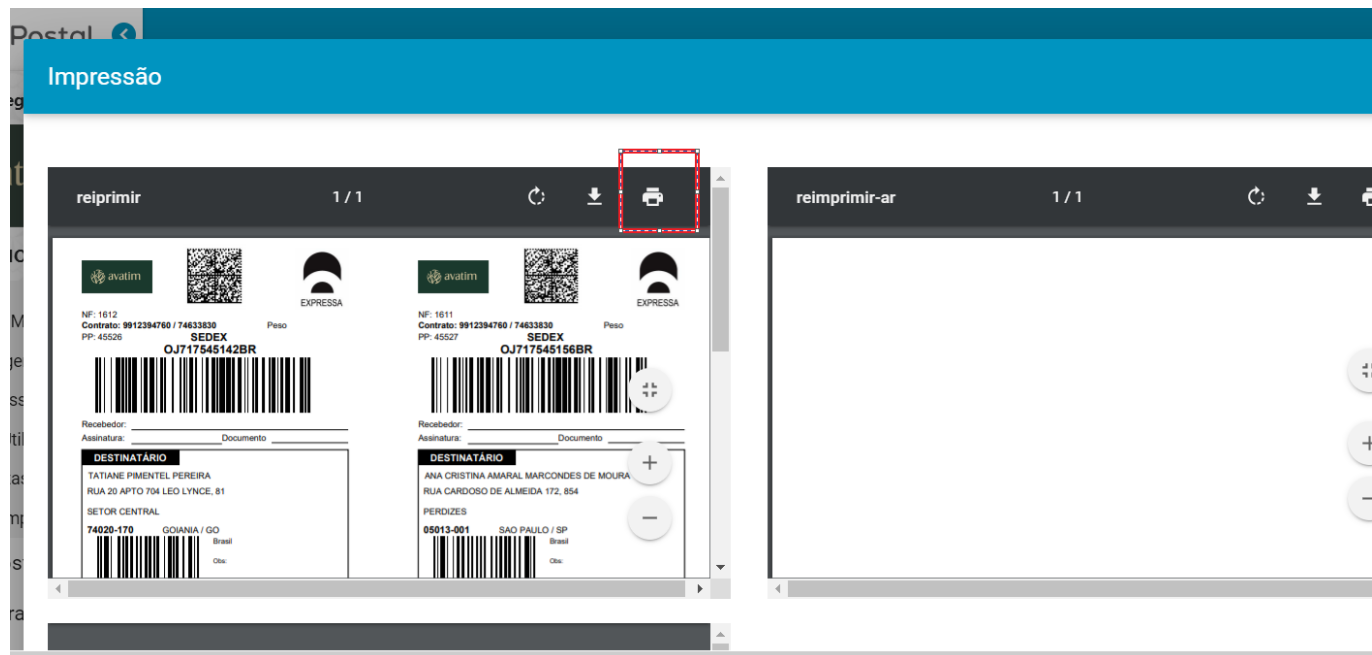 Postal
Impressão
reiprimir 1 / 1
avatim
EXPRESSA
NF: 1612
Contrato: 9912394760 / 74633830 Peso
PP: 45526 SEDEX
OJ717545142BR
Recebedor:
Assinatura: Documento
DESTINATÁRIO
TATIANE PIMENTEL PEREIRA
RUA 20 APTO 704 LEO LYNCE, 81
SETOR CENTRAL
74020-170 GOIANIA / GO
Brasil
Obs:
avatim
EXPRESSA
NF: 1611
Contrato: 9912394760 / 74633830 Peso
PP: 45527 SEDEX
OJ717545156BR
Recebedor:
Assinatura: Documento
DESTINATÁRIO
ANA CRISTINA AMARAL MARCONDES DE MOURA
RUA CARDOSO DE ALMEIDA 172, 854
PERDIZES
05013-001 SAO PAULO / SP
Brasil
Obs:
reimprimir-ar 1 / 1